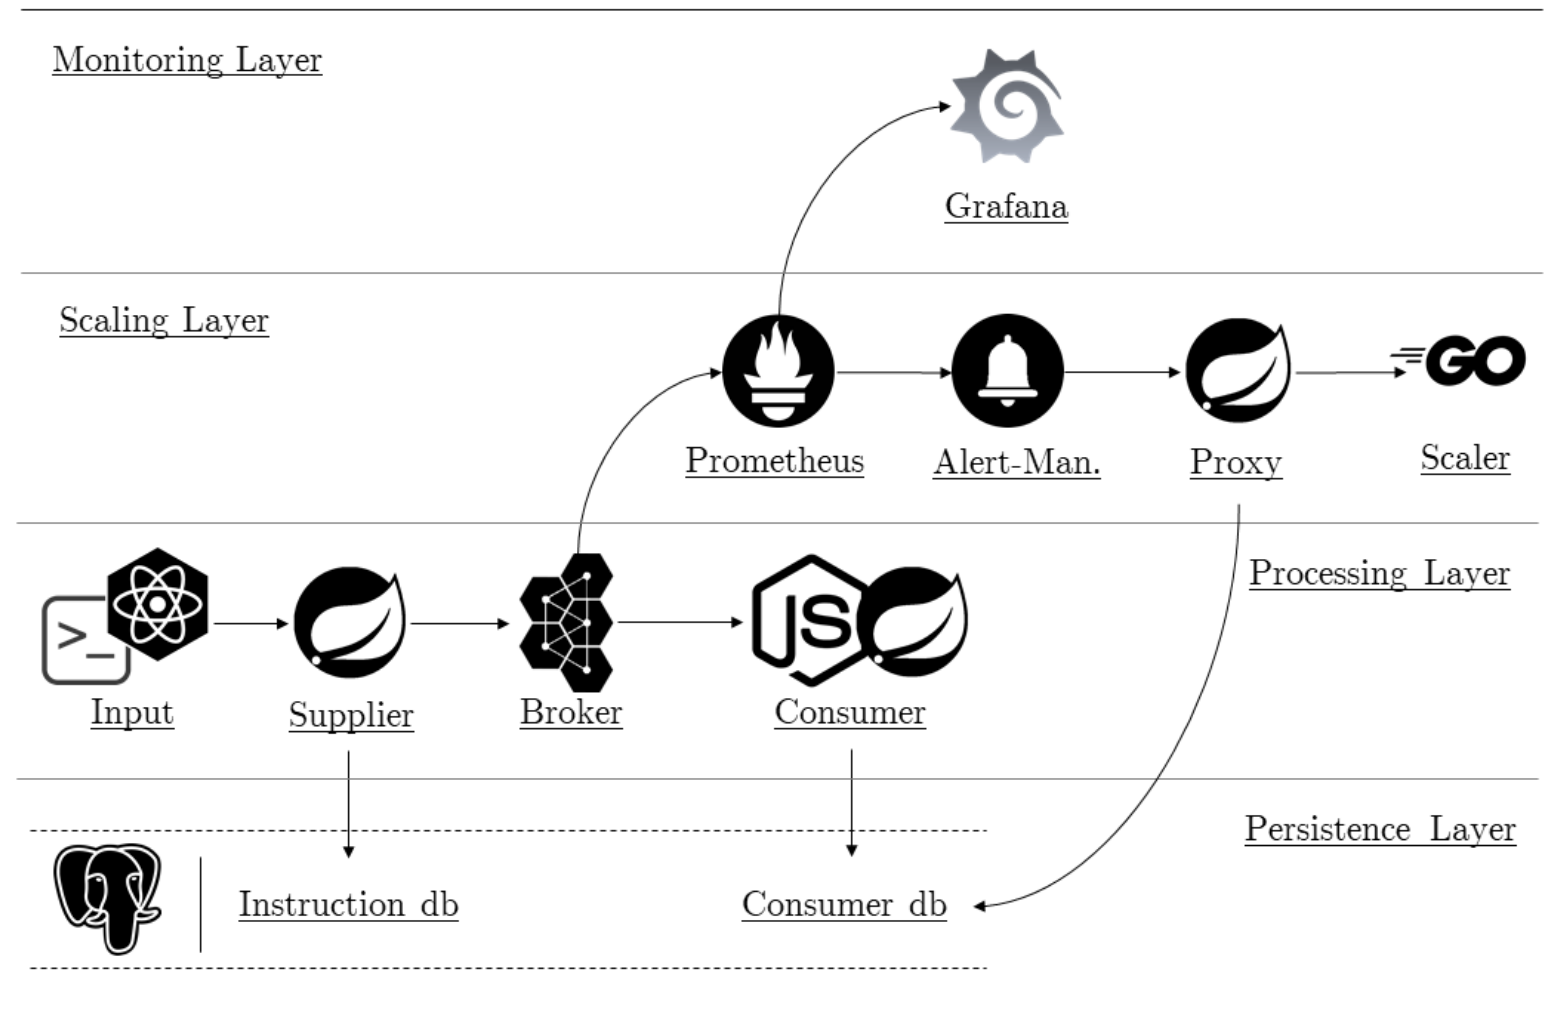 Monitoring Layer
Grafana
Scaling Layer
GO
Prometheus
Alert-Man.
Proxy
Scaler
Processing Layer
>_
JS
Input
Supplier
Broker
Consumer
Persistence Layer
Instruction db
Consumer db